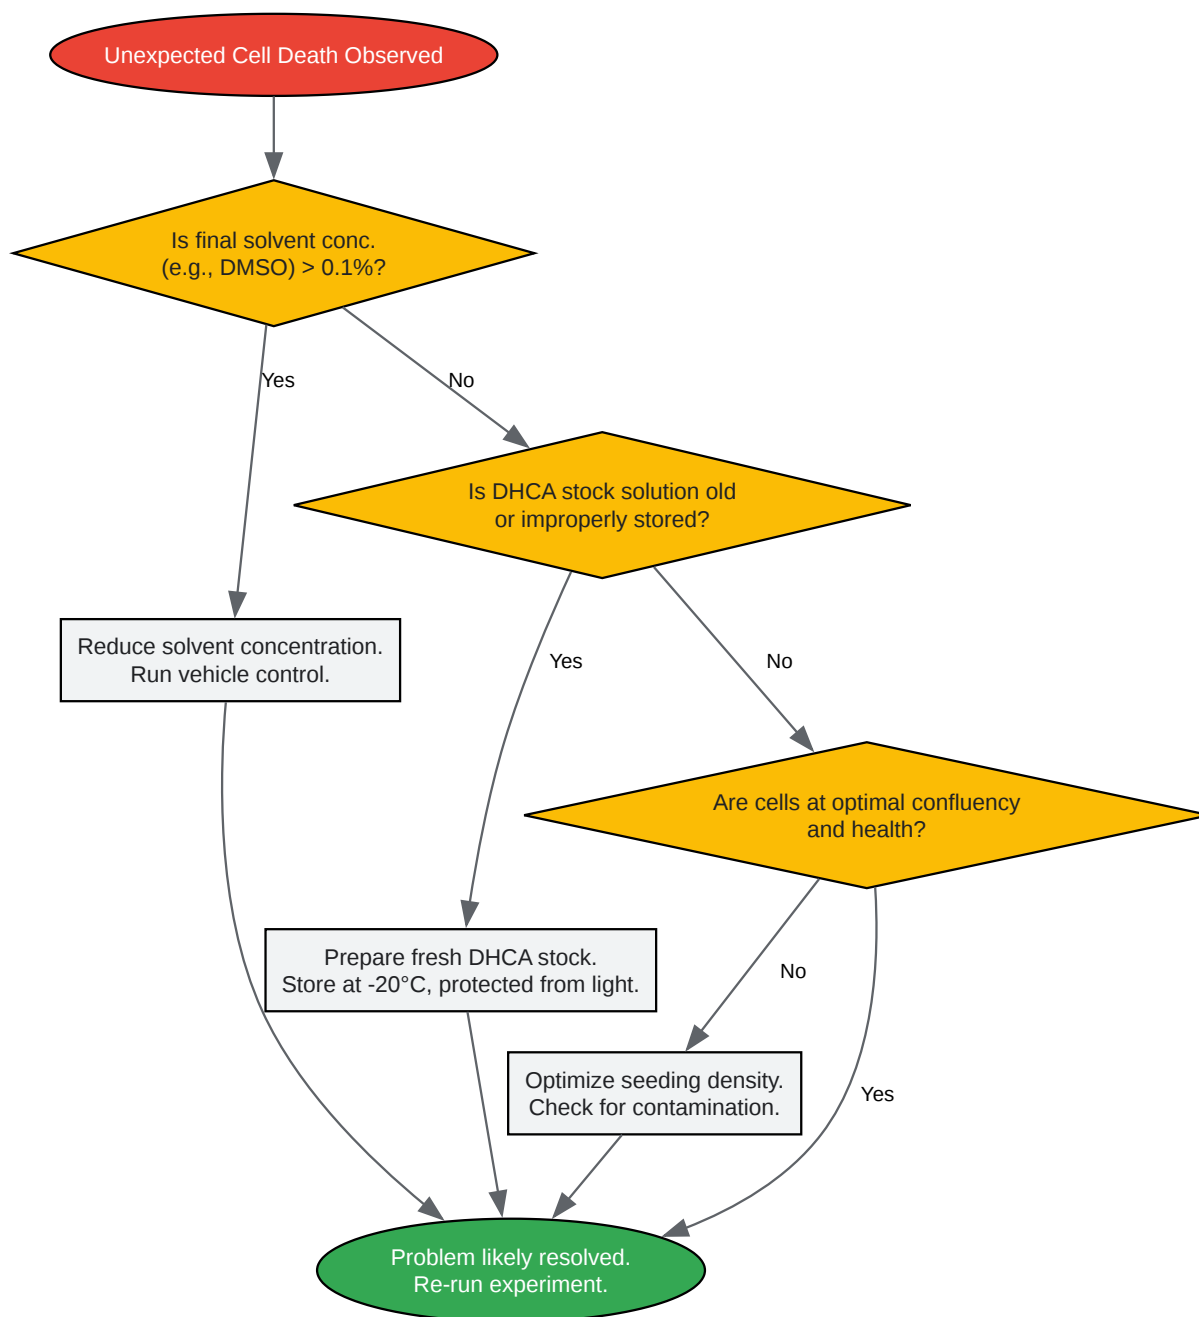 Unexpected Cell Death Observed
Is final solvent conc.
(e.g., DMSO) > 0.1%?
Yes
No
Is DHCA stock solution old
or improperly stored?
Reduce solvent concentration.
Run vehicle control.
Yes
No
Are cells at optimal confluency
and health?
Prepare fresh DHCA stock.
Store at -20°C, protected from light.
No
Optimize seeding density.
Check for contamination.
Yes
Problem likely resolved.
Re-run experiment.